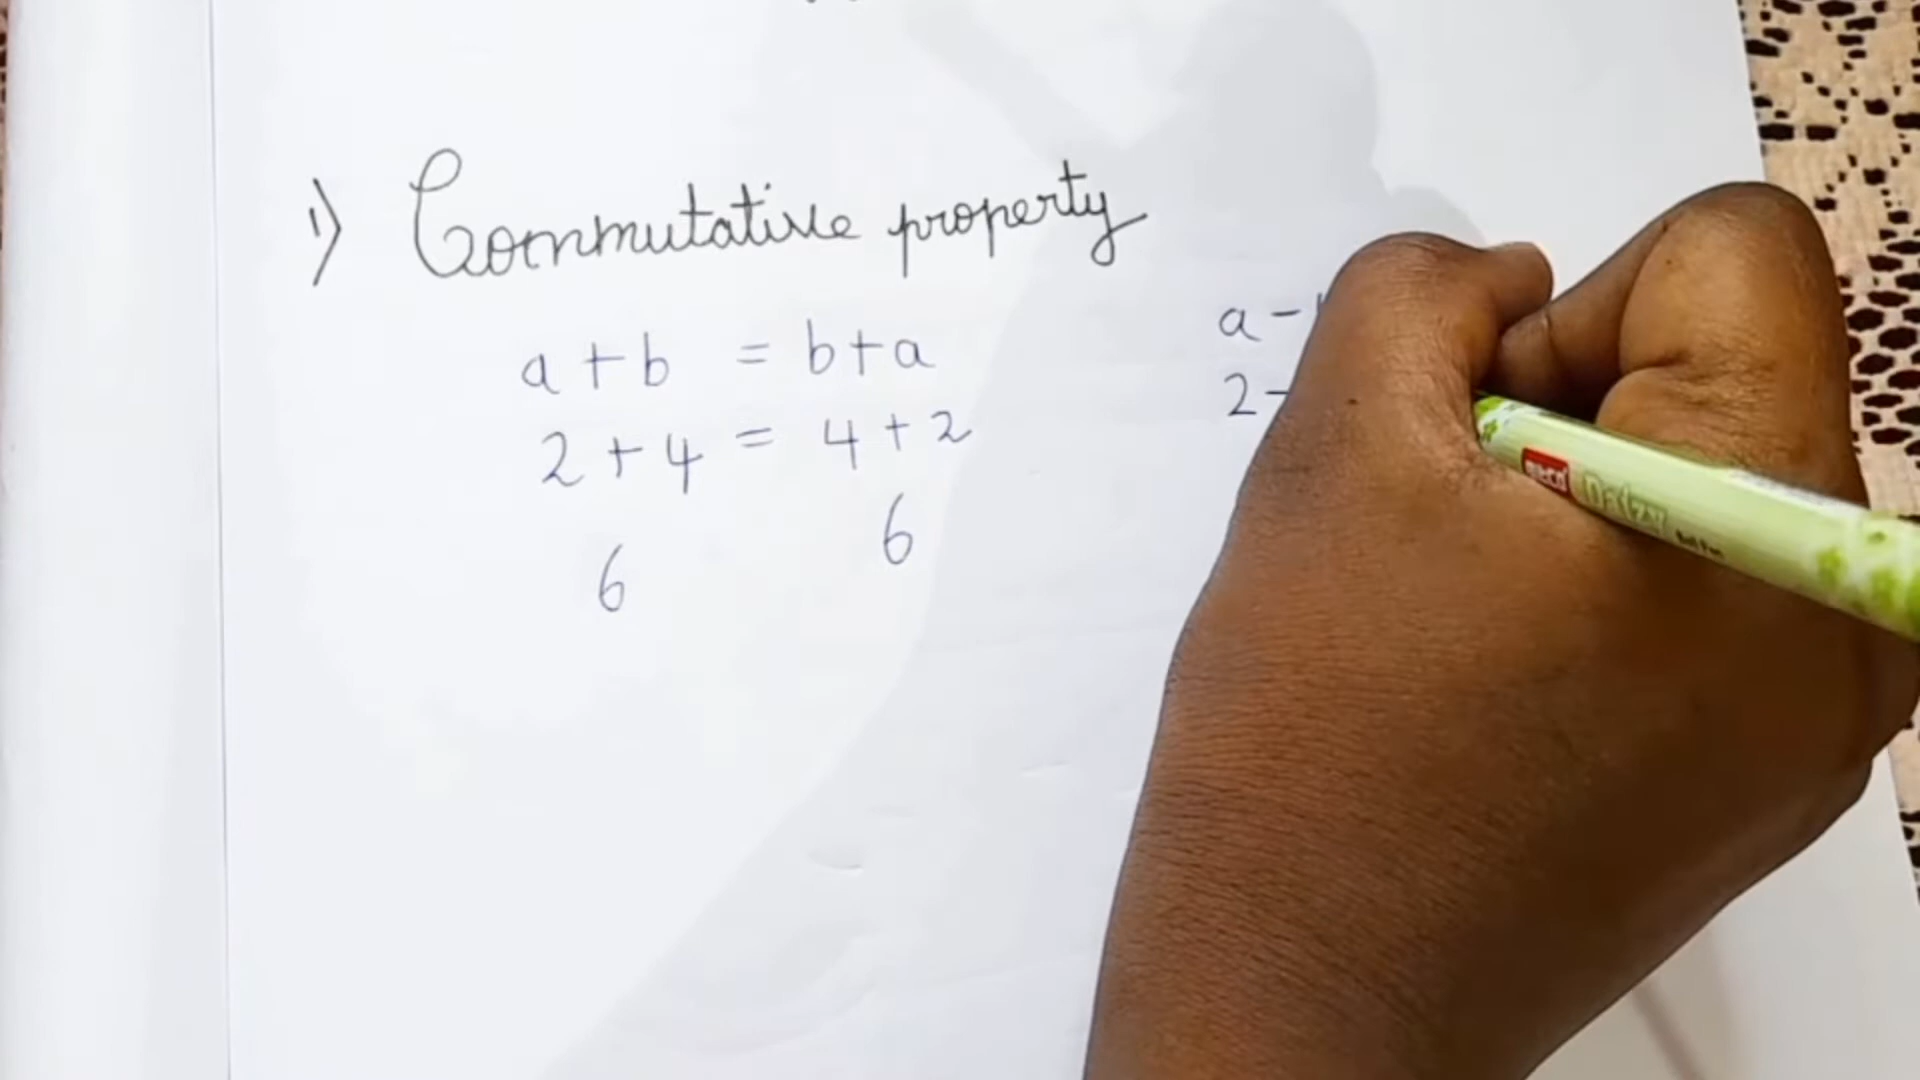 1) Commutative property
a + b = b + a
2 + 4 = 4 + 2
6
6
a -
2 -